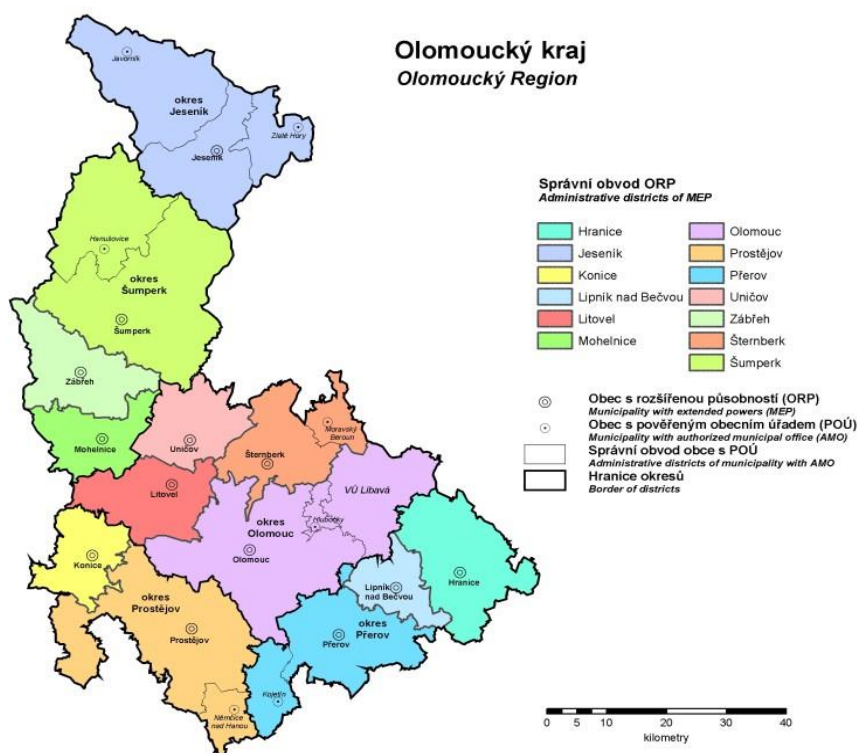 Olomoucký kraj
Olomoucký Region
Javorník
okres
Jeseník
Zlaté Hory
Jeseník
Správní obvod ORP
Administrative districts of MEP
Hranice
Olomouc
Jeseník
Prostějov
Konice
Přerov
Lipník nad Bečvou
Uničov
Litovel
Zábřeh
Mohelnice
Šternberk
Šumperk
Hanušovice
okres
Šumperk
Šumperk
Zábřeh
Obec s rozšířenou působností (ORP)
Municipality with extended powers (MEP)
Obec s pověřeným obecním úřadem (POÚ)
Municipality with authorized municipal office (AMO)
Správní obvod obce s POÚ
Administrative districts of municipality with AMO
Hranice okresů
Border of districts
Moravský
Beroun
Mohelnice
Uničov
Šternberk
Litovel
VÚ Libavá
okres
Olomouc
Hlubočky
Olomouc
Konice
Lipník
nad Bečvou
Hranice
okres
Prostějov
Prostějov
okres
Přerov
Přerov
Kojetín
Němčice
nad Hanou
0 5 10 20 30 40
kilometry